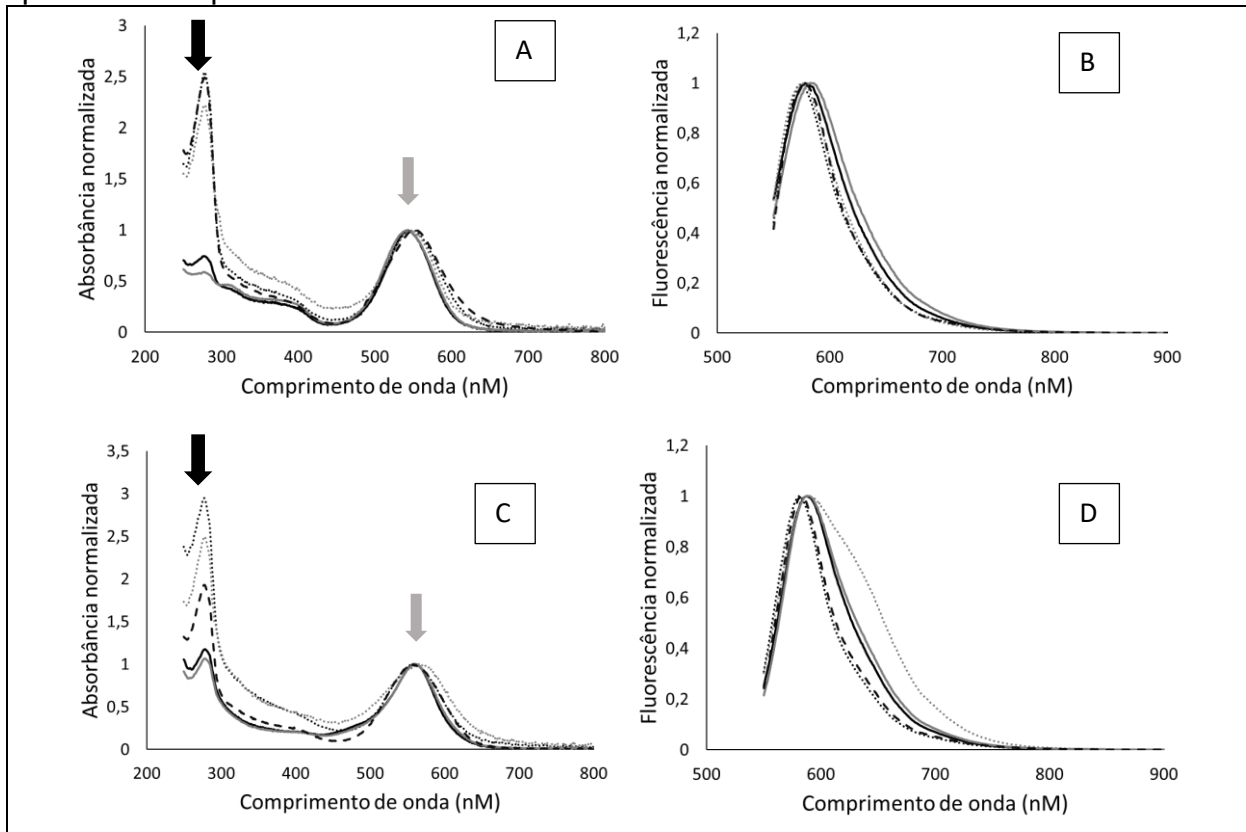 A
Absorbância normalizada
3
2,5
2
1,5
1
0,5
0
200 300 400 500 600 700 800
Comprimento de onda (nM)
B
Fluorescência normalizada
1,2
1
0,8
0,6
0,4
0,2
0
500 600 700 800 900
Comprimento de onda (nM)
C
Absorbância normalizada
3,5
3
2,5
2
1,5
1
0,5
0
200 300 400 500 600 700 800
Comprimento de onda (nM)
D
Fluorescência normalizada
1,2
1
0,8
0,6
0,4
0,2
0
500 600 700 800 900
Comprimento de onda (nM)